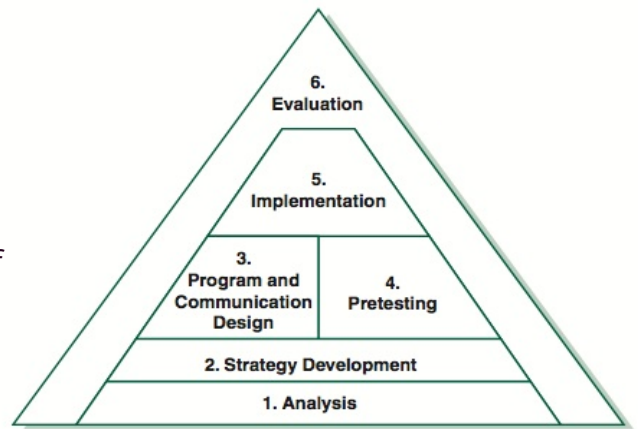 6.
Evaluation
5.
Implementation
3.
Program and
Communication
Design
4.
Pretesting
2. Strategy Development
1. Analysis